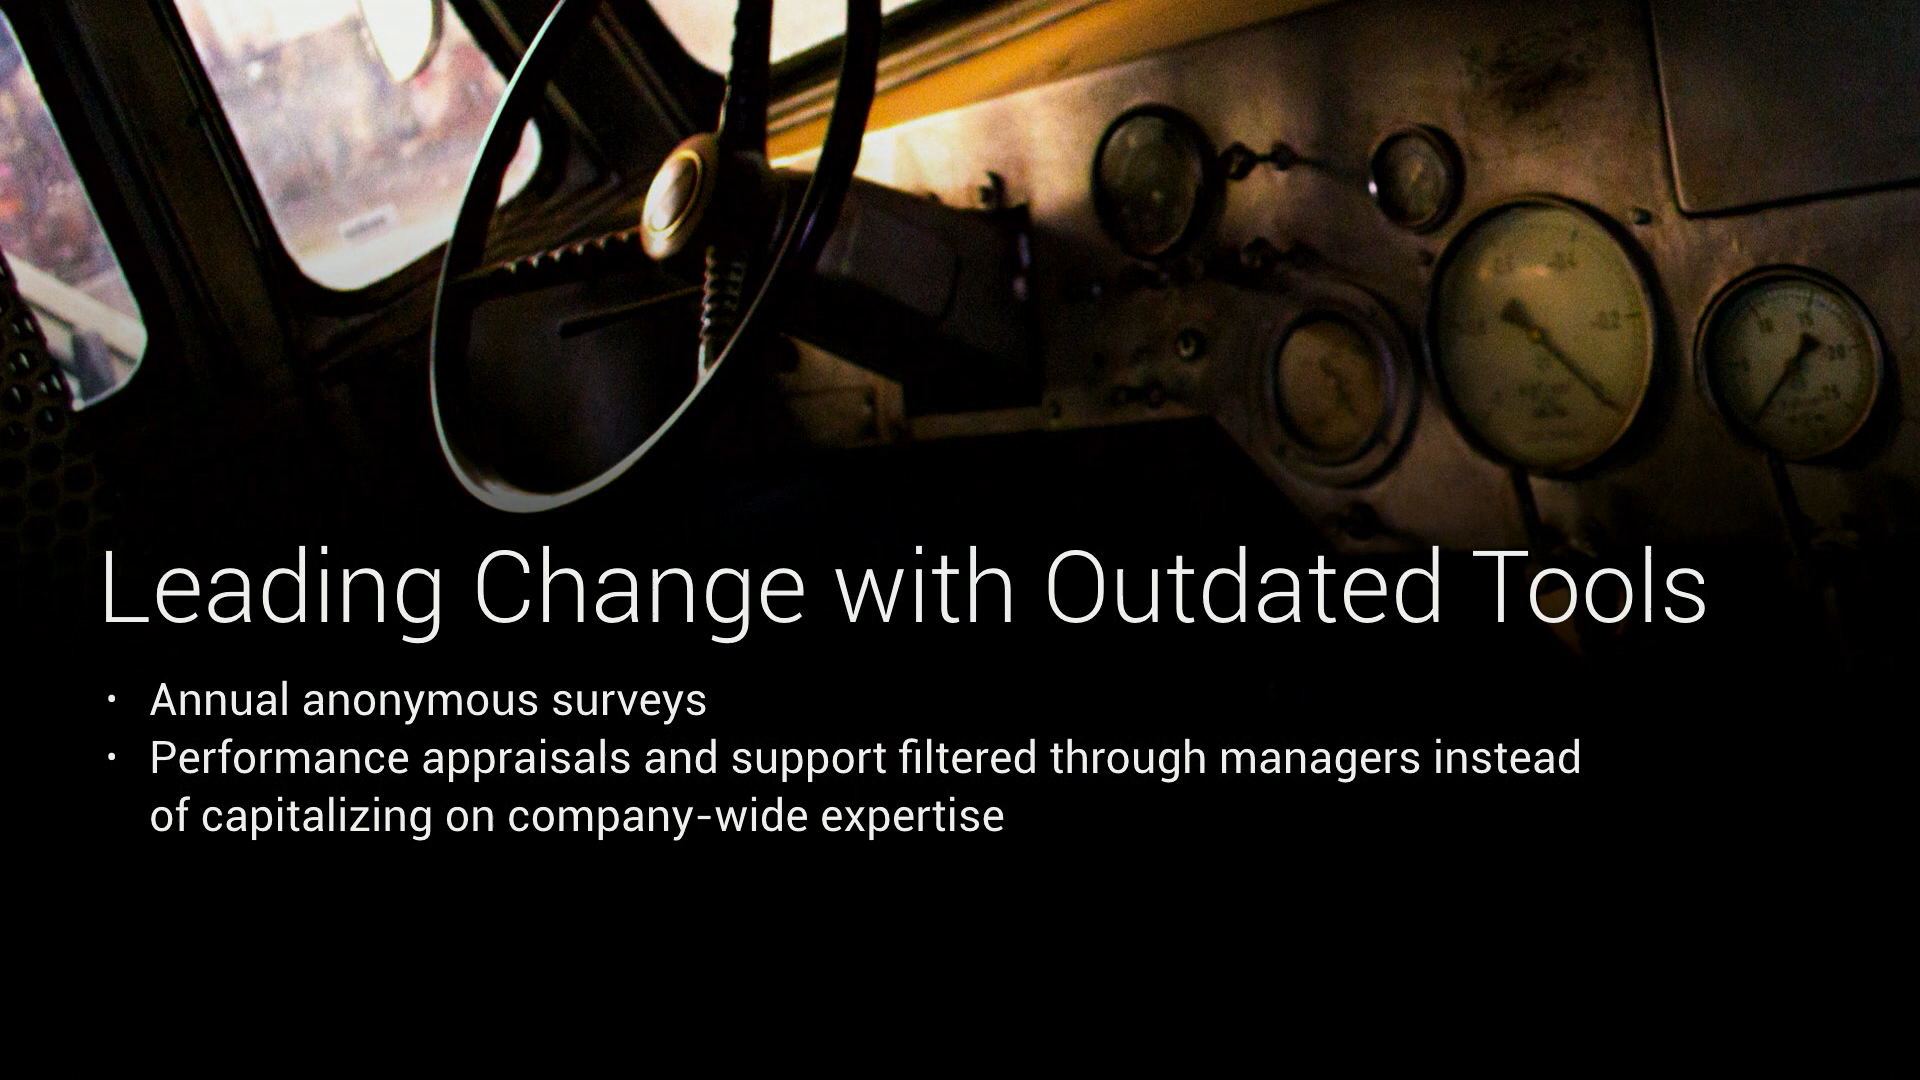 Leading Change with Outdated Tools
· Annual anonymous surveys
· Performance appraisals and support filtered through managers instead
of capitalizing on company-wide expertise